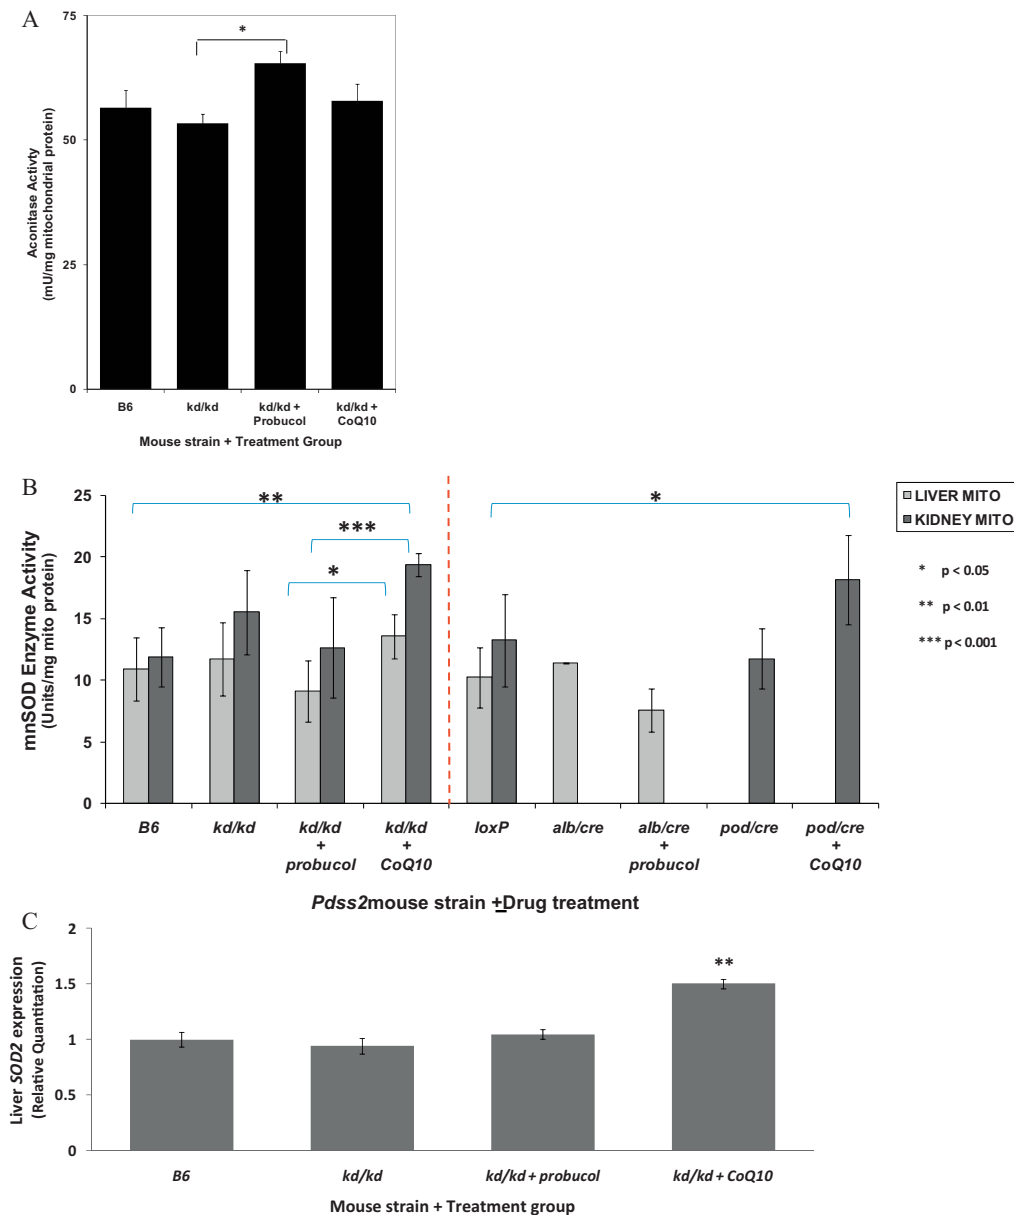 A
75
50
25
0
*
Aconitase Activty
(mU/mg mitochondrial protein)
B6
kd/kd
kd/kd +
Probucol
kd/kd +
CoQ10
Mouse strain + Treatment Group
B
25
20
15
10
5
0
mnSOD Enzyme Activity
(Units/mg mito protein)
**
***
*
*
LIVER MITO
KIDNEY MITO
* p < 0.05
** p < 0.01
*** p < 0.001
B6
kd/kd
kd/kd
+
probucol
kd/kd
+
CoQ10
loxP
alb/cre
alb/cre
+
probucol
pod/cre
pod/cre
+
CoQ10
Pdss2mouse strain +Drug treatment
C
2
1.5
1
0.5
0
Liver SOD2 expression
(Relative Quantitation)
**
B6
kd/kd
kd/kd + probucol
kd/kd + CoQ10
Mouse strain + Treatment group